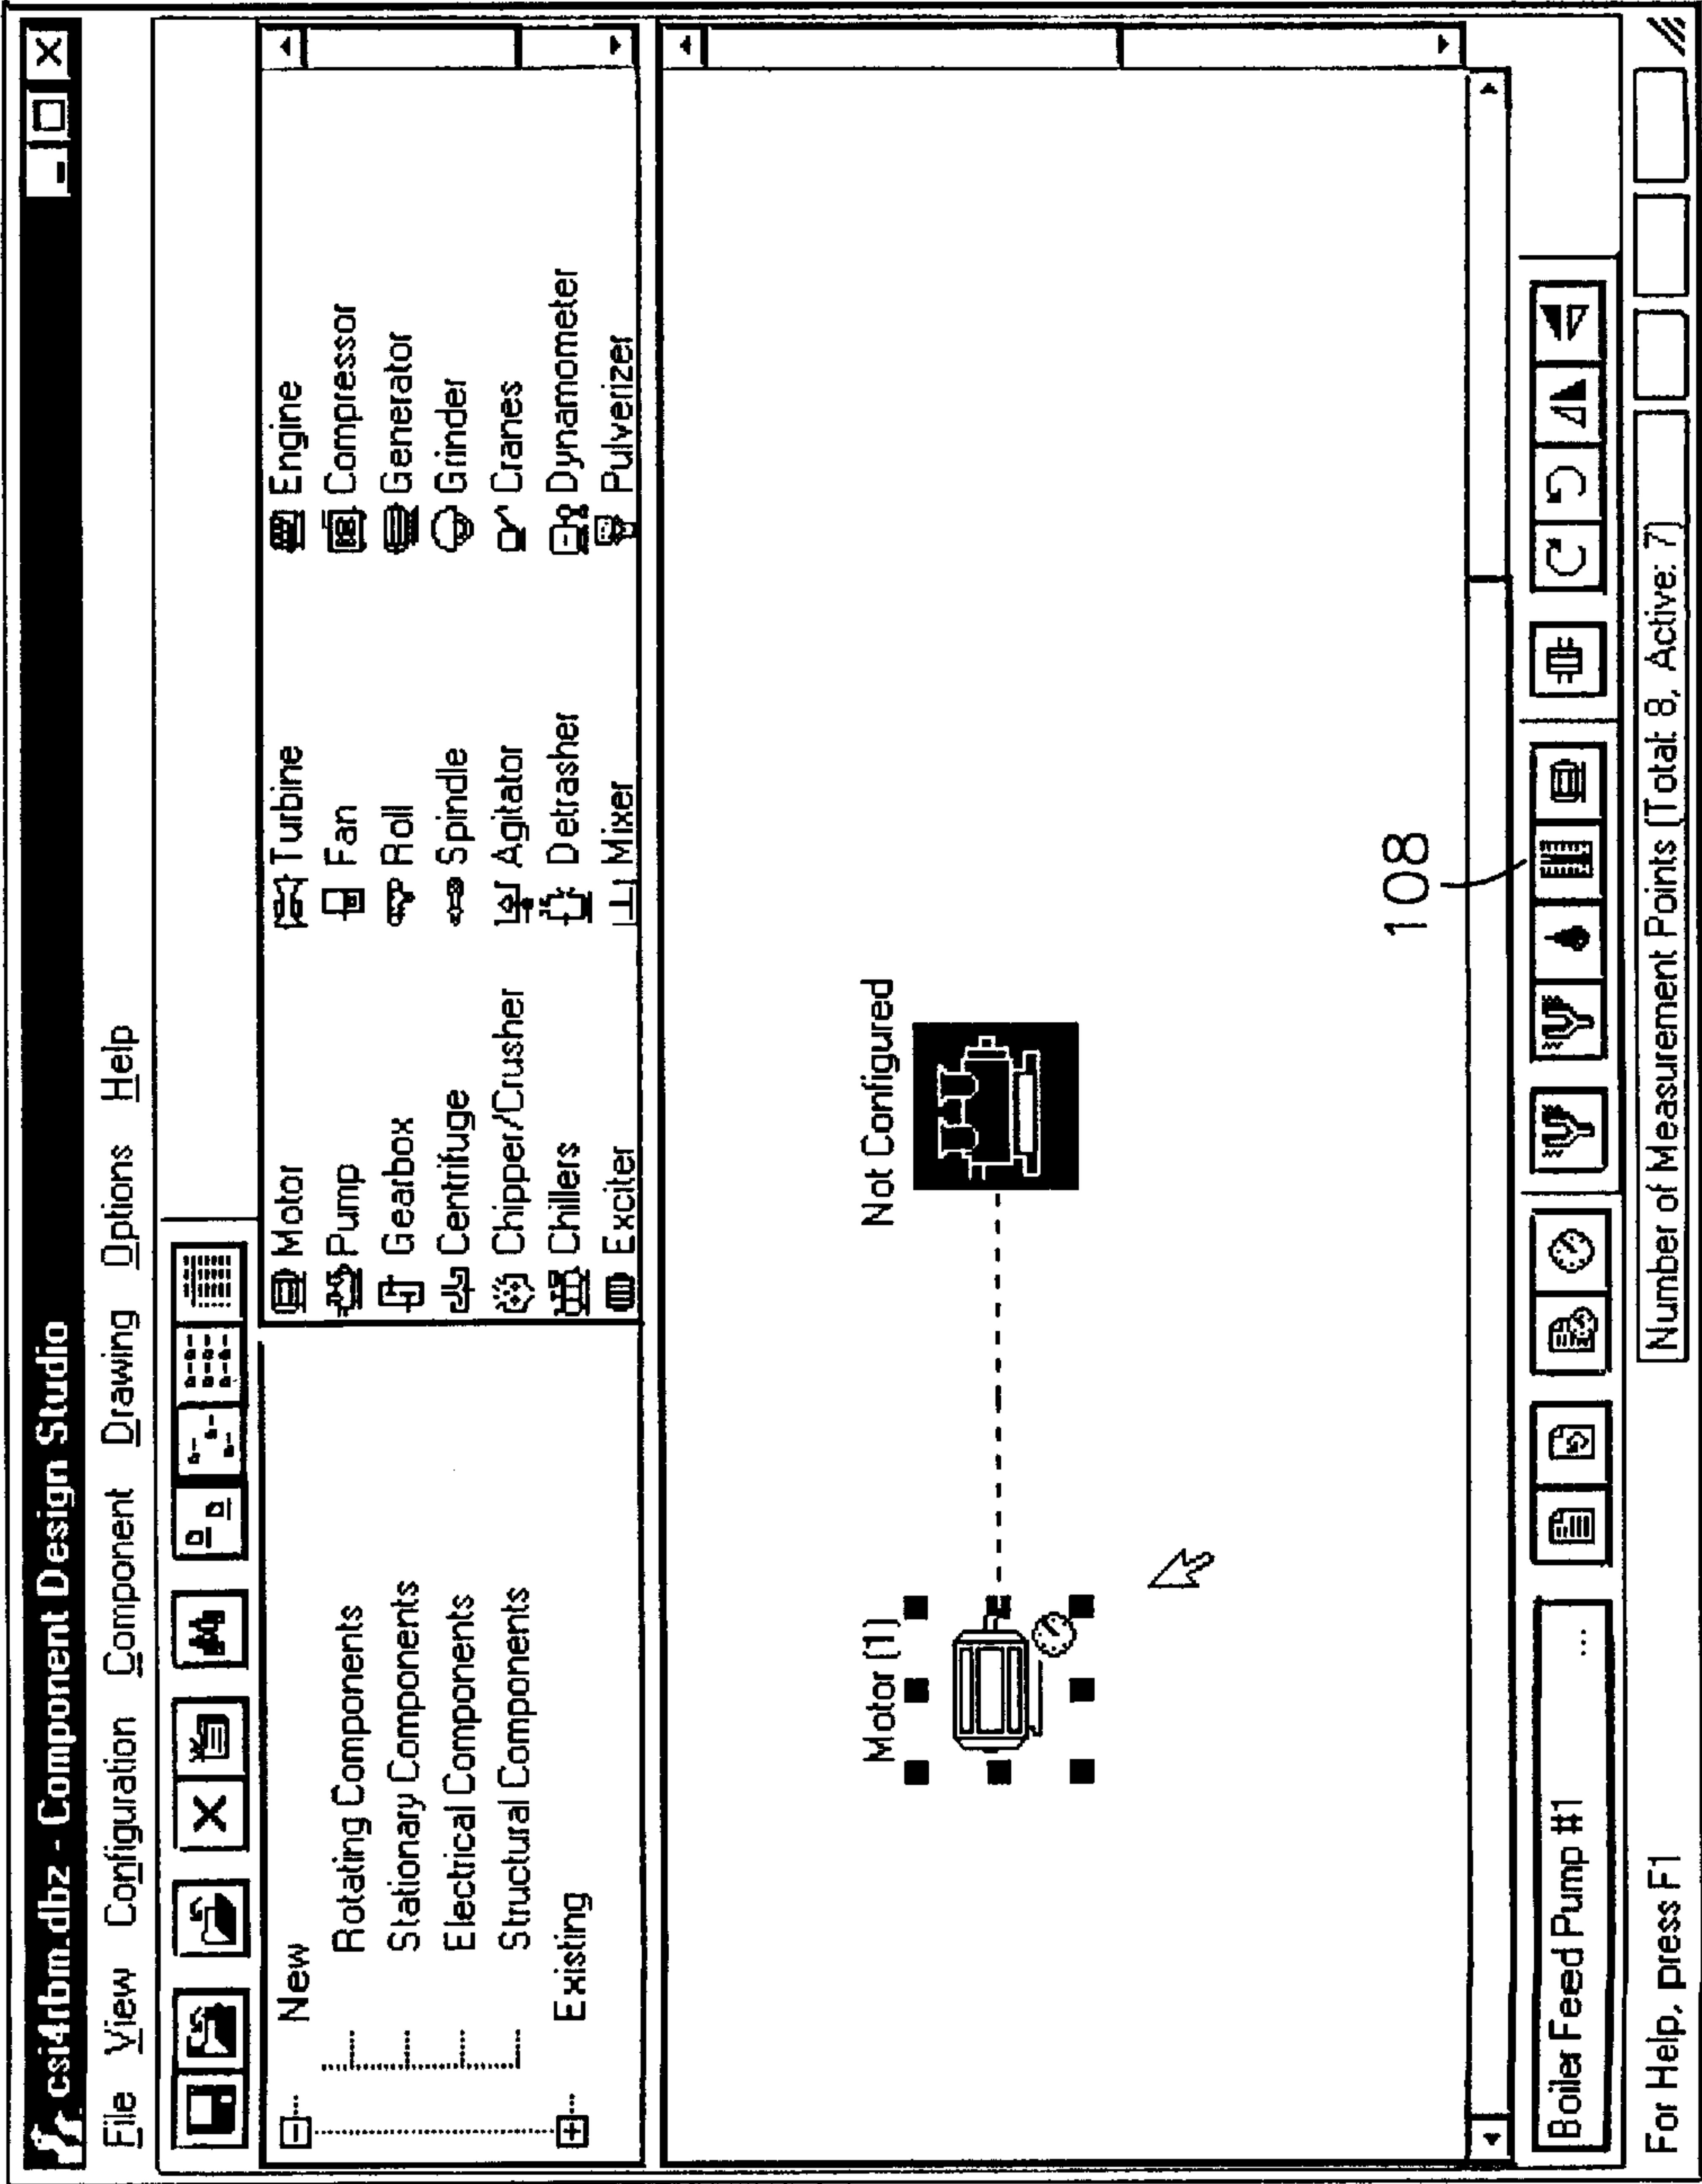 csi4rbm.dbz - Component Design Studio
File View Configuration Component Drawing Options Help
New
Rotating Components
Stationary Components
Electrical Components
Structural Components
Existing
Motor Turbine Engine
Pump Fan Compressor
Gearbox Roll Generator
Centrifuge Spindle Grinder
Chipper/Crusher Agitator Cranes
Chillers Detrasher Dynamometer
Exciter Mixer Pulverizer
Motor (1) Not Configured
108
Boiler Feed Pump #1 ...
For Help, press F1 Number of Measurement Points (Total: 8, Active: 7)